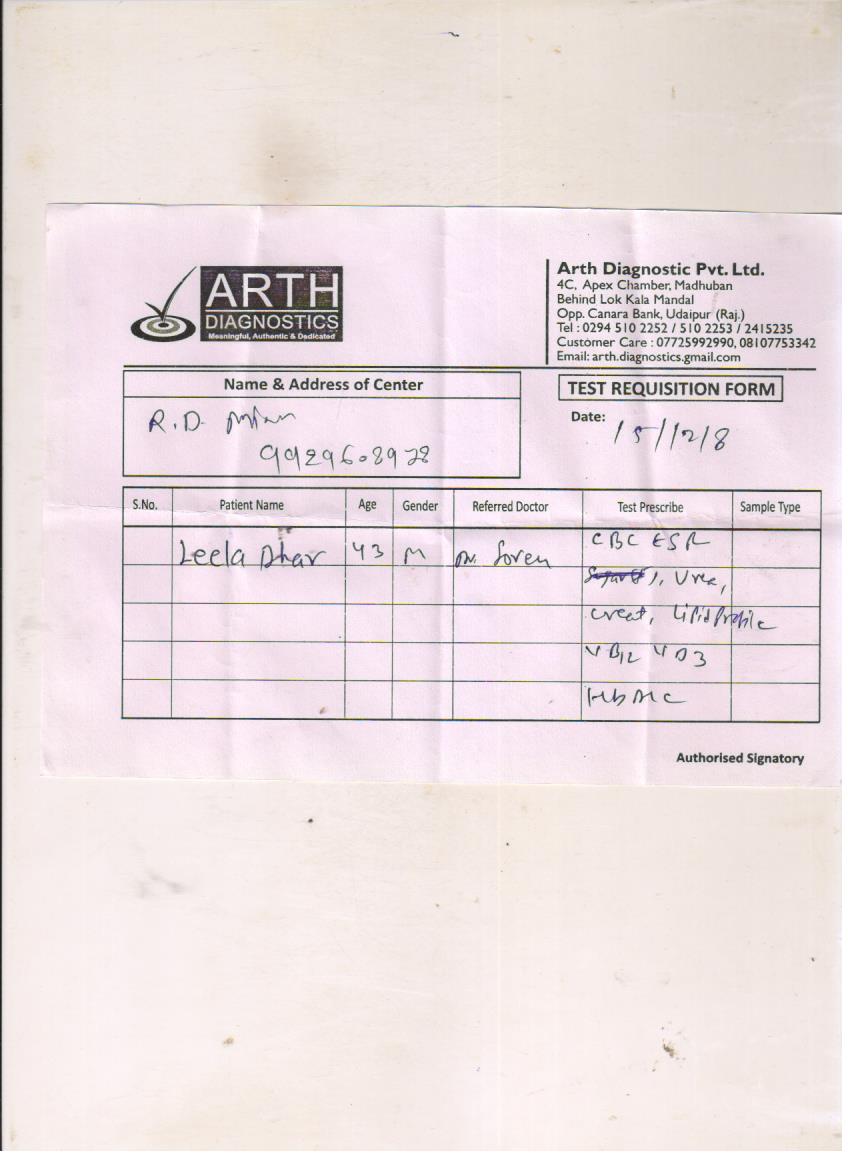 ARTH
DIAGNOSTICS
Meaningful, Authentic & Dedicated
Arth Diagnostic Pvt. Ltd.
4C, Apex Chamber, Madhuban
Behind Lok Kala Mandal
Opp. Canara Bank, Udaipur (Raj.)
Tel : 0294 510 2252 / 510 2253 / 2415235
Customer Care : 07725992990, 08107753342
Email: arth.diagnostics.gmail.com
Name & Address of Center
R.D.
9929608928
TEST REQUISITION FORM
Date: 15/12/8
S.No. Patient Name Age Gender Referred Doctor Test Prescribe Sample Type
Leela Dhar 43 M Dr. Soren CBC ESR
Urea,
creat, Lipid Profile
VB12 VD3
HbA1C
Authorised Signatory